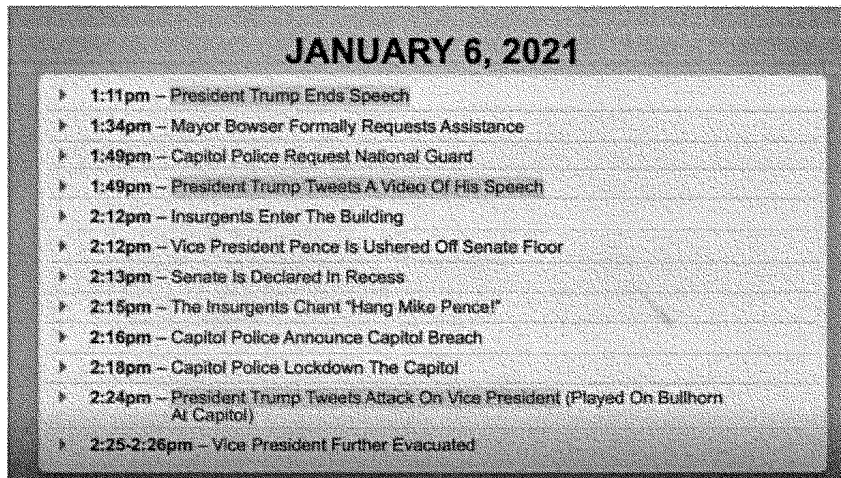 JANUARY 6, 2021
1:11pm – President Trump Ends Speech
1:34pm – Mayor Bowser Formally Requests Assistance
1:49pm – Capitol Police Request National Guard
1:49pm – President Trump Tweets A Video Of His Speech
2:12pm – Insurgents Enter The Building
2:12pm – Vice President Pence Is Ushered Off Senate Floor
2:13pm – Senate Is Declared In Recess
2:15pm – The Insurgents Chant "Hang Mike Pence!"
2:16pm – Capitol Police Announce Capitol Breach
2:18pm – Capitol Police Lockdown The Capitol
2:24pm – President Trump Tweets Attack On Vice President (Played On Bullhorn
At Capitol)
2:25-2:26pm – Vice President Further Evacuated